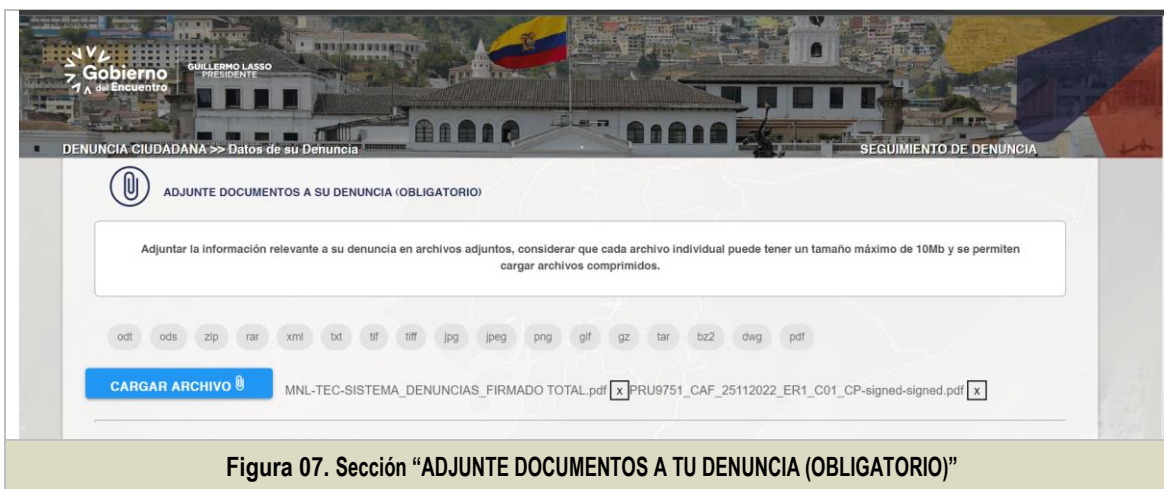 Gobierno
del Encuentro
GUILLERMO LASSO
PRESIDENTE
DENUNCIA CIUDADANA >> Datos de su Denuncia
SEGUIMIENTO DE DENUNCIA
ADJUNTE DOCUMENTOS A SU DENUNCIA (OBLIGATORIO)
Adjuntar la información relevante a su denuncia en archivos adjuntos, considerar que cada archivo individual puede tener un tamaño máximo de 10Mb y se permiten
cargar archivos comprimidos.
odt ods zip rar xml txt tif tiff jpg jpeg png gif gz tar bz2 dwg pdf
CARGAR ARCHIVO MNL-TEC-SISTEMA_DENUNCIAS_FIRMADO TOTAL.pdf x PRU9751_CAF_25112022_ER1_C01_CP-signed-signed.pdf x
Figura 07. Sección “ADJUNTE DOCUMENTOS A TU DENUNCIA (OBLIGATORIO)”